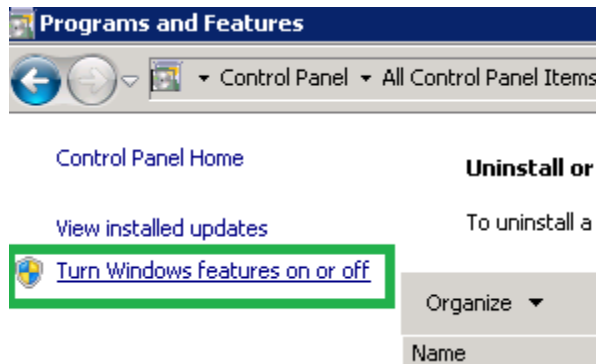 Programs and Features
Control Panel
All Control Panel Items
Control Panel Home
View installed updates
Turn Windows features on or off
Uninstall or
To uninstall a
Organize
Name